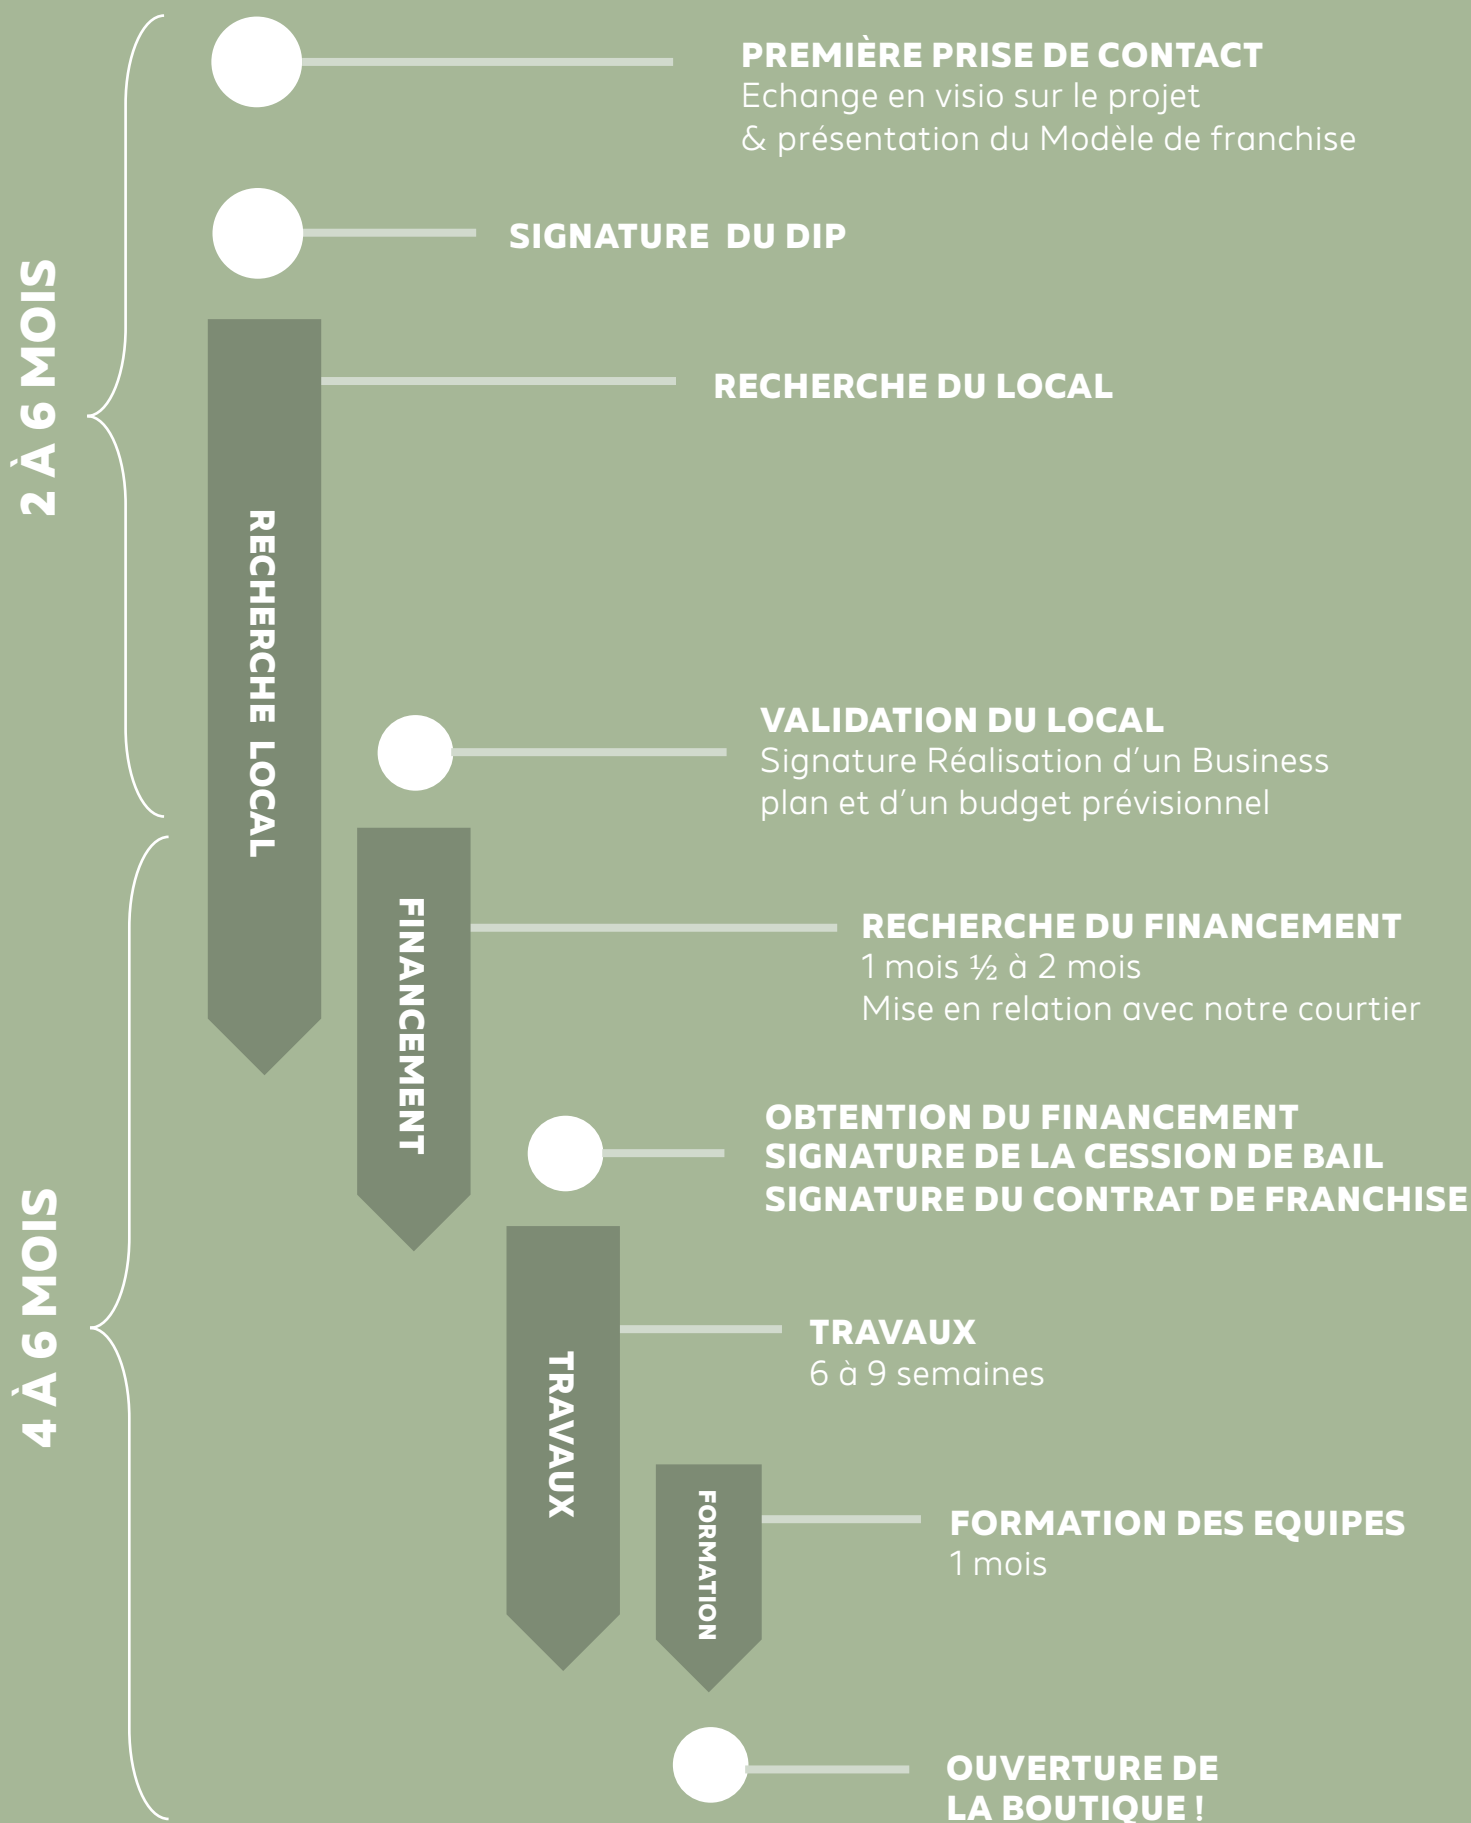 PREMIÈRE PRISE DE CONTACT
Echange en visio sur le projet
& présentation du Modèle de franchise
SIGNATURE DU DIP
2 À 6 MOIS
RECHERCHE DU LOCAL
RECHERCHE LOCAL
VALIDATION DU LOCAL
Signature Réalisation d’un Business
plan et d’un budget prévisionnel
FINANCEMENT
RECHERCHE DU FINANCEMENT
1 mois ½ à 2 mois
Mise en relation avec notre courtier
OBTENTION DU FINANCEMENT
SIGNATURE DE LA CESSION DE BAIL
SIGNATURE DU CONTRAT DE FRANCHISE
4 À 6 MOIS
TRAVAUX
TRAVAUX
6 à 9 semaines
FORMATION
FORMATION DES EQUIPES
1 mois
OUVERTURE DE
LA BOUTIQUE !